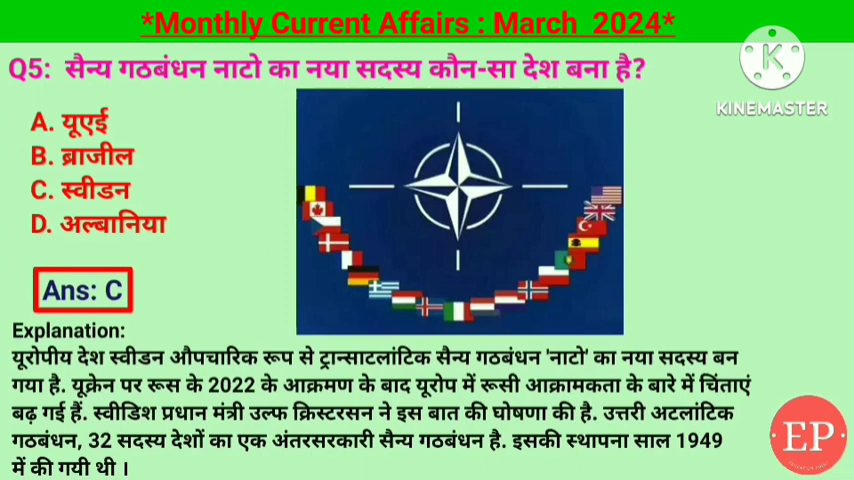 *Monthly Current Affairs : March 2024*
Q5: सैन्य गठबंधन नाटो का नया सदस्य कौन-सा देश बना है?
KINEMASTER
A. यूएई
B. ब्राजील
C. स्वीडन
D. अल्बानिया
Ans: C
Explanation:
यूरोपीय देश स्वीडन औपचारिक रूप से ट्रान्साटलांटिक सैन्य गठबंधन 'नाटो' का नया सदस्य बन
गया है. यूक्रेन पर रूस के 2022 के आक्रमण के बाद यूरोप में रूसी आक्रामकता के बारे में चिंताएं
बढ़ गई हैं. स्वीडिश प्रधान मंत्री उल्फ क्रिस्टरसन ने इस बात की घोषणा की है. उत्तरी अटलांटिक
गठबंधन, 32 सदस्य देशों का एक अंतरसरकारी सैन्य गठबंधन है. इसकी स्थापना साल 1949
में की गयी थी ।
EP